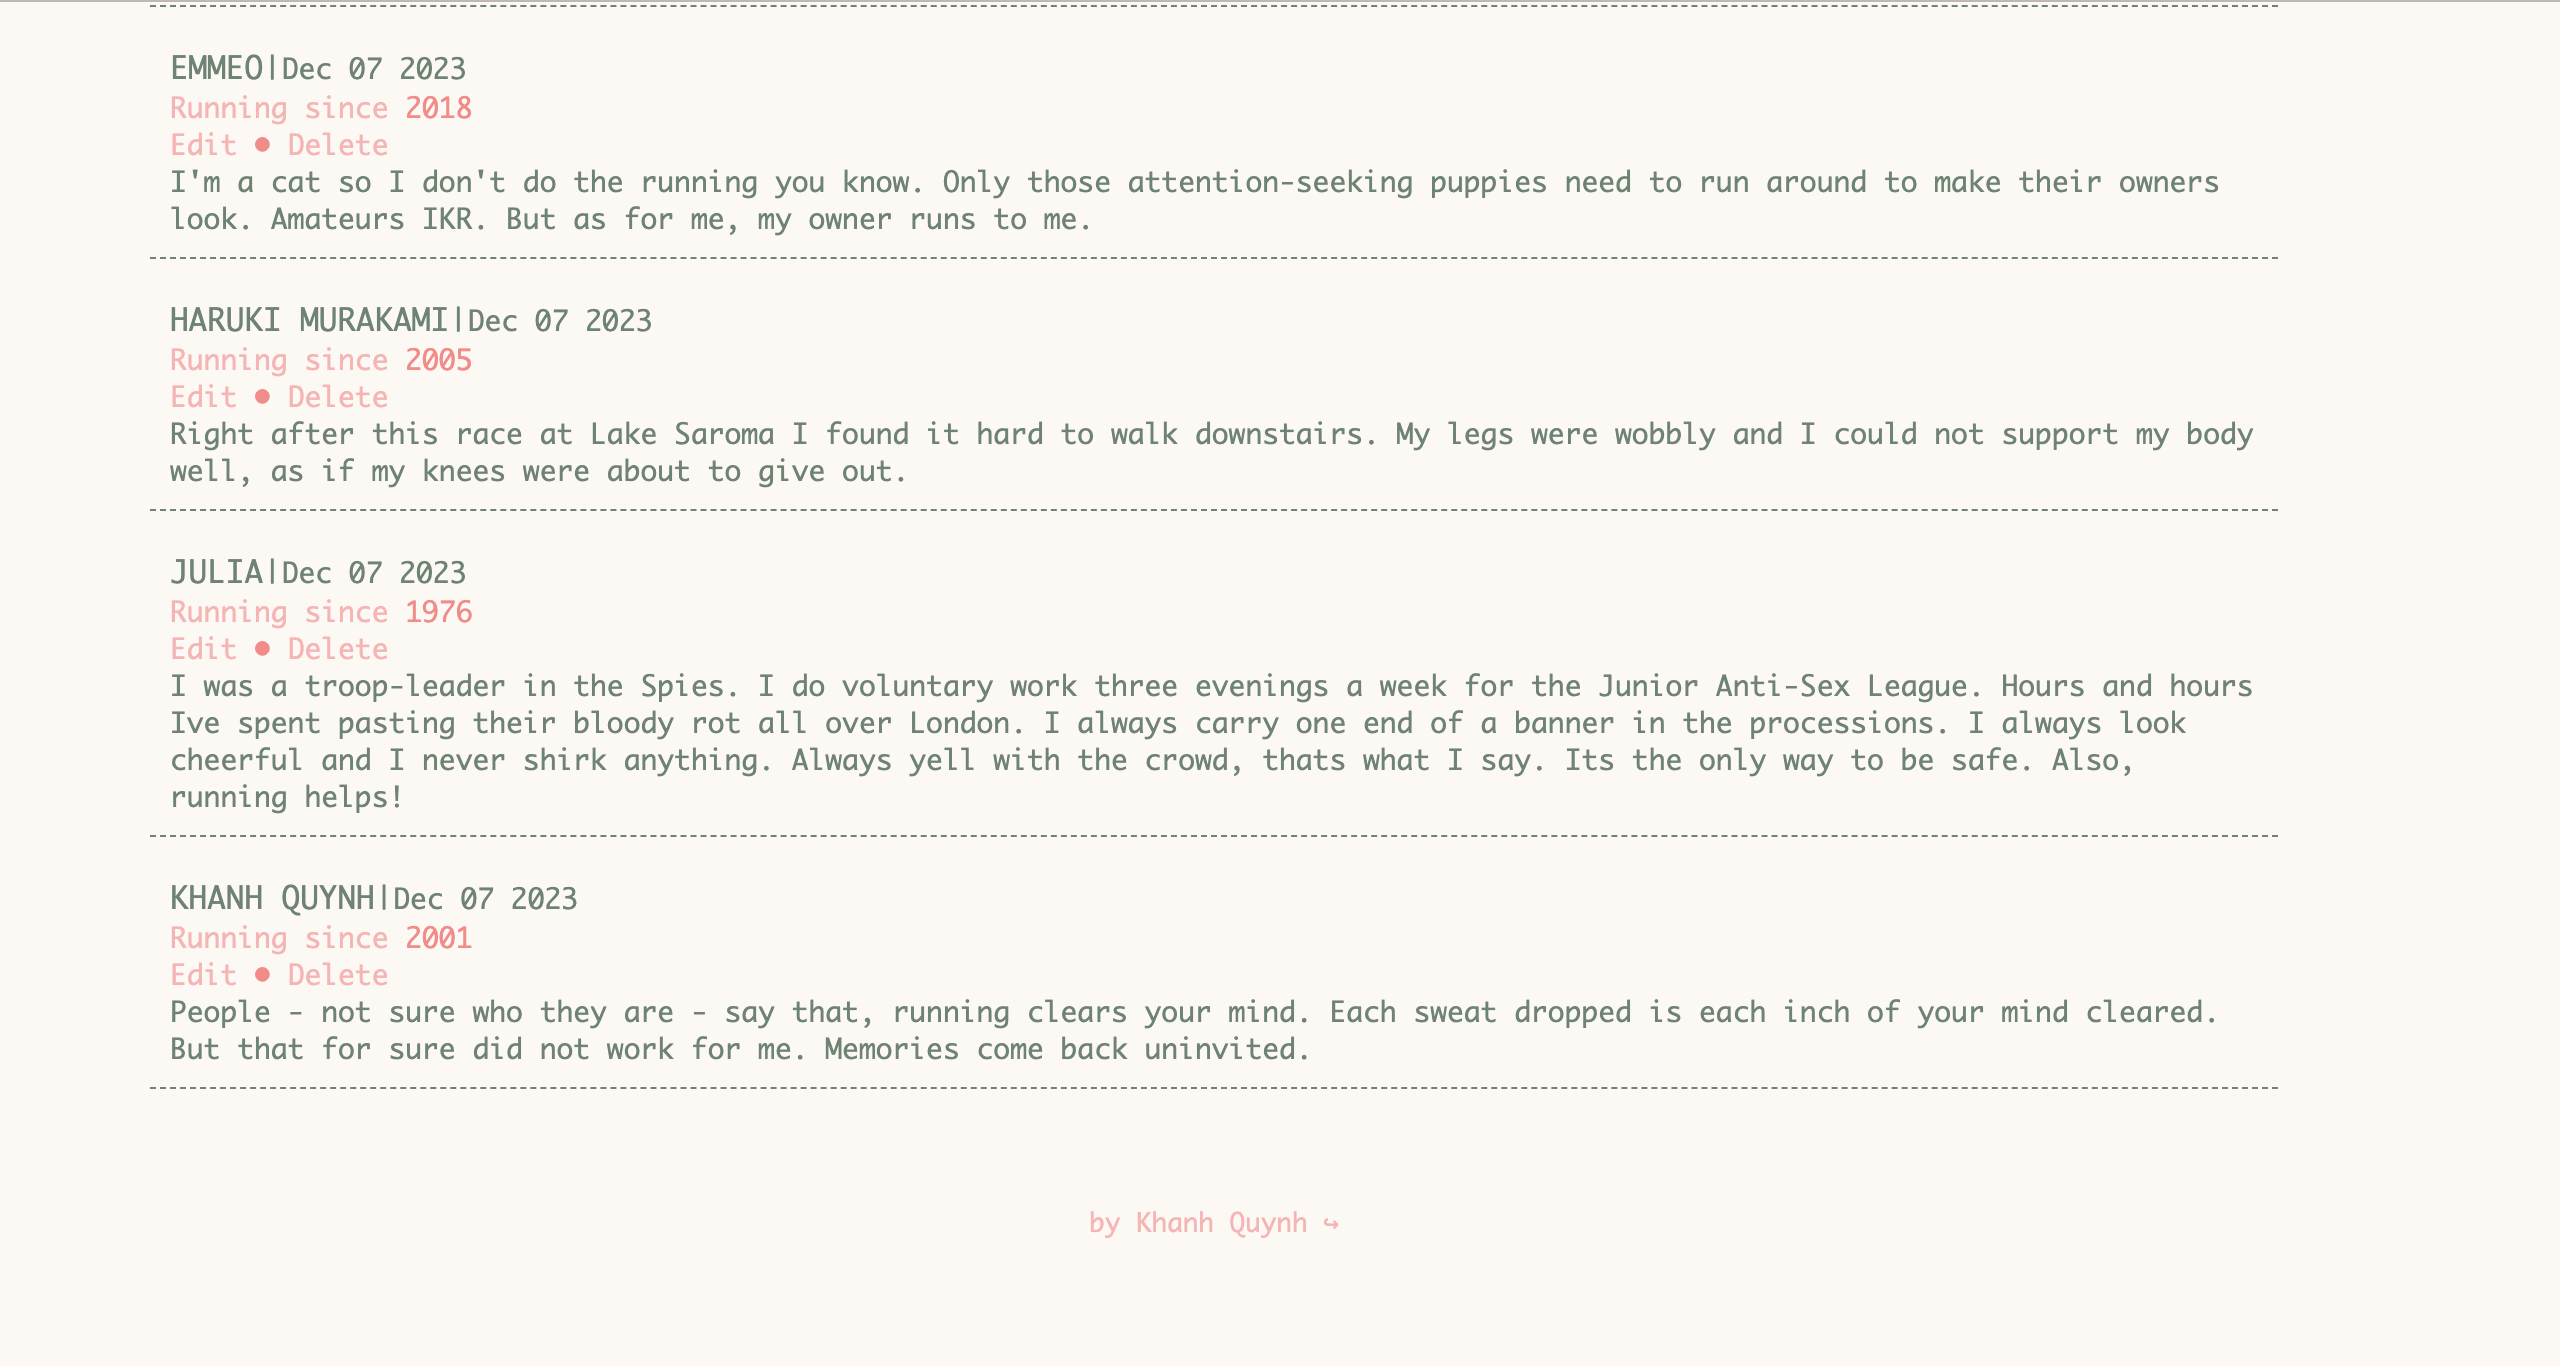 EMMEO|Dec 07 2023
Running since 2018
Edit ● Delete
I'm a cat so I don't do the running you know. Only those attention-seeking puppies need to run around to make their owners
look. Amateurs IKR. But as for me, my owner runs to me.
HARUKI MURAKAMI|Dec 07 2023
Running since 2005
Edit ● Delete
Right after this race at Lake Saroma I found it hard to walk downstairs. My legs were wobbly and I could not support my body
well, as if my knees were about to give out.
JULIA|Dec 07 2023
Running since 1976
Edit ● Delete
I was a troop-leader in the Spies. I do voluntary work three evenings a week for the Junior Anti-Sex League. Hours and hours
Ive spent pasting their bloody rot all over London. I always carry one end of a banner in the processions. I always look
cheerful and I never shirk anything. Always yell with the crowd, thats what I say. Its the only way to be safe. Also,
running helps!
KHANH QUYNH|Dec 07 2023
Running since 2001
Edit ● Delete
People - not sure who they are - say that, running clears your mind. Each sweat dropped is each inch of your mind cleared.
But that for sure did not work for me. Memories come back uninvited.
by Khanh Quynh ↪